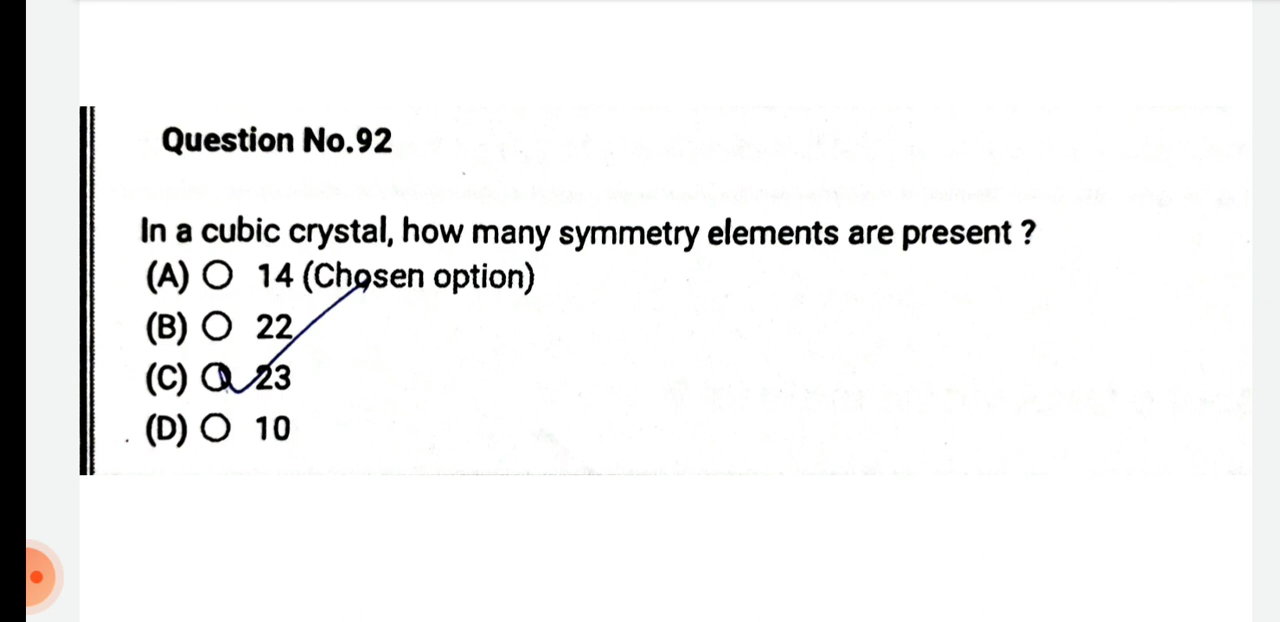 Question No.92
In a cubic crystal, how many symmetry elements are present ?
(A) O 14 (Chosen option)
(B) O 22
(C) O 23
(D) O 10